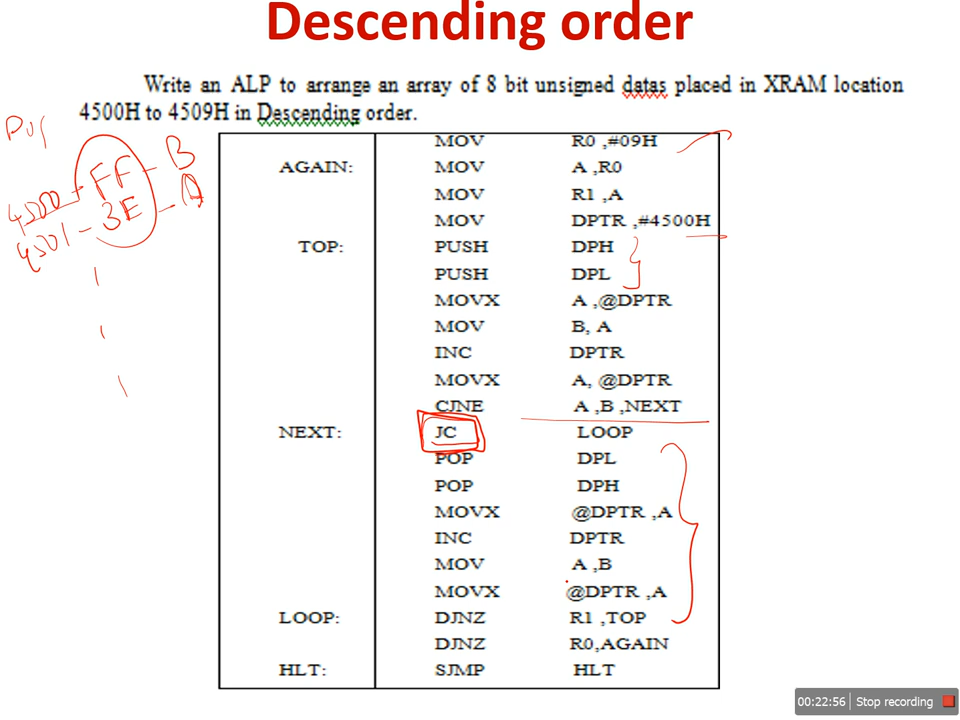 Descending order
Write an ALP to arrange an array of 8 bit unsigned datas placed in XRAM location
4500H to 4509H in Descending order.
MOV R0 ,#09H
AGAIN: MOV A ,R0
MOV R1 ,A
MOV DPTR ,#4500H
TOP: PUSH DPH
PUSH DPL
MOVX A ,@DPTR
MOV B, A
INC DPTR
MOVX A, @DPTR
CJNE A ,B ,NEXT
NEXT: JC LOOP
POP DPL
POP DPH
MOVX @DPTR ,A
INC DPTR
MOV A ,B
MOVX @DPTR ,A
LOOP: DJNZ R1 ,TOP
DJNZ R0,AGAIN
HLT: SJMP HLT
4500 - FF - B
4501 - 3E - A
00:22:56 Stop recording